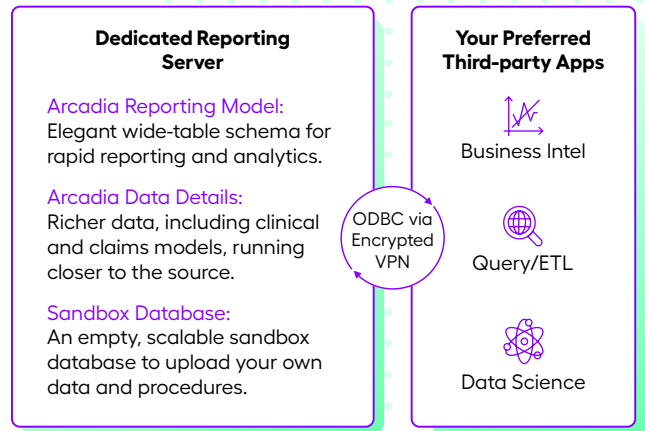 Dedicated Reporting
Server
Arcadia Reporting Model:
Elegant wide-table schema for
rapid reporting and analytics.
Arcadia Data Details:
Richer data, including clinical
and claims models, running
closer to the source.
Sandbox Database:
An empty, scalable sandbox
database to upload your own
data and procedures.
ODBC via
Encrypted
VPN
Your Preferred
Third-party Apps
Business Intel
Query/ETL
Data Science